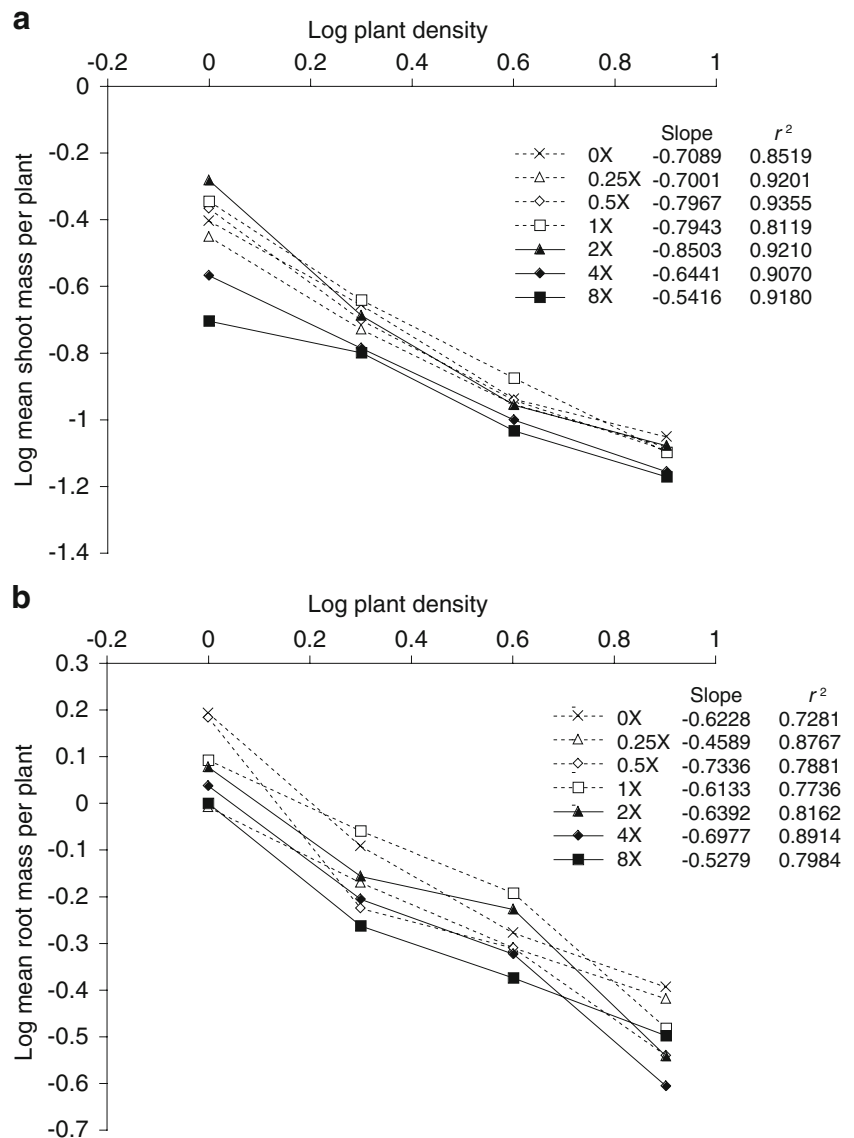 a
Log plant density
-0.2 0 0.2 0.4 0.6 0.8 1
0
-0.2
-0.4
-0.6
-0.8
-1
-1.2
-1.4
Log mean shoot mass per plant
Slope r²
0X -0.7089 0.8519
0.25X -0.7001 0.9201
0.5X -0.7967 0.9355
1X -0.7943 0.8119
2X -0.8503 0.9210
4X -0.6441 0.9070
8X -0.5416 0.9180
b
Log plant density
-0.2 0 0.2 0.4 0.6 0.8 1
0.3
0.2
0.1
0
-0.1
-0.2
-0.3
-0.4
-0.5
-0.6
-0.7
Log mean root mass per plant
Slope r²
0X -0.6228 0.7281
0.25X -0.4589 0.8767
0.5X -0.7336 0.7881
1X -0.6133 0.7736
2X -0.6392 0.8162
4X -0.6977 0.8914
8X -0.5279 0.7984